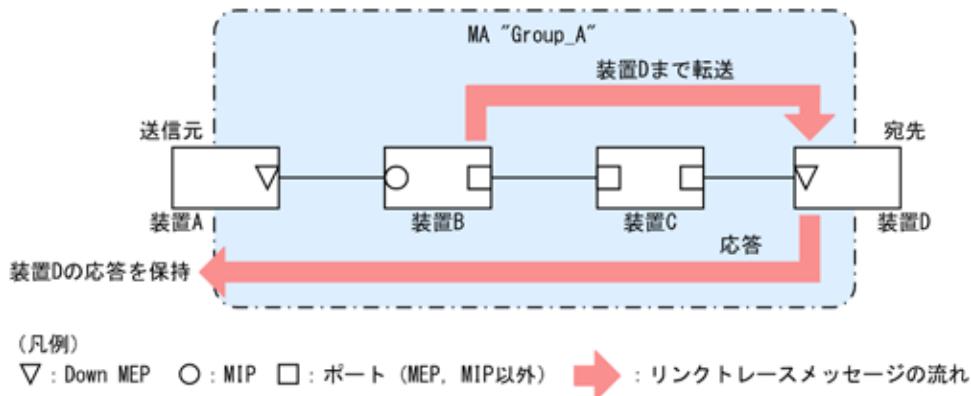 MA "Group_A"
装置Dまで転送
送信元
宛先
装置A
装置B
装置C
装置D
応答
装置Dの応答を保持
（凡例）
▽：Down MEP ○：MIP □：ポート（MEP, MIP以外） ：リンクトレースメッセージの流れ